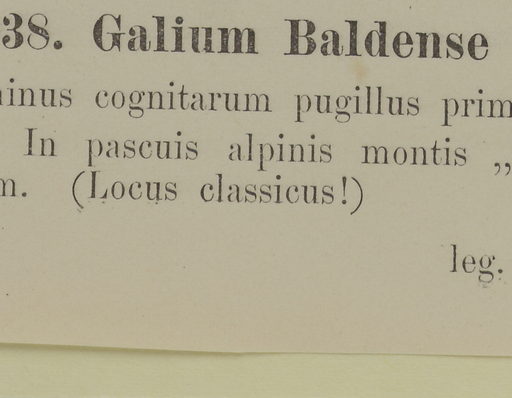 38. Galium Baldense
inus cognitarum pugillus prim
In pascuis alpinis montis „
m. (Locus classicus!)
leg.